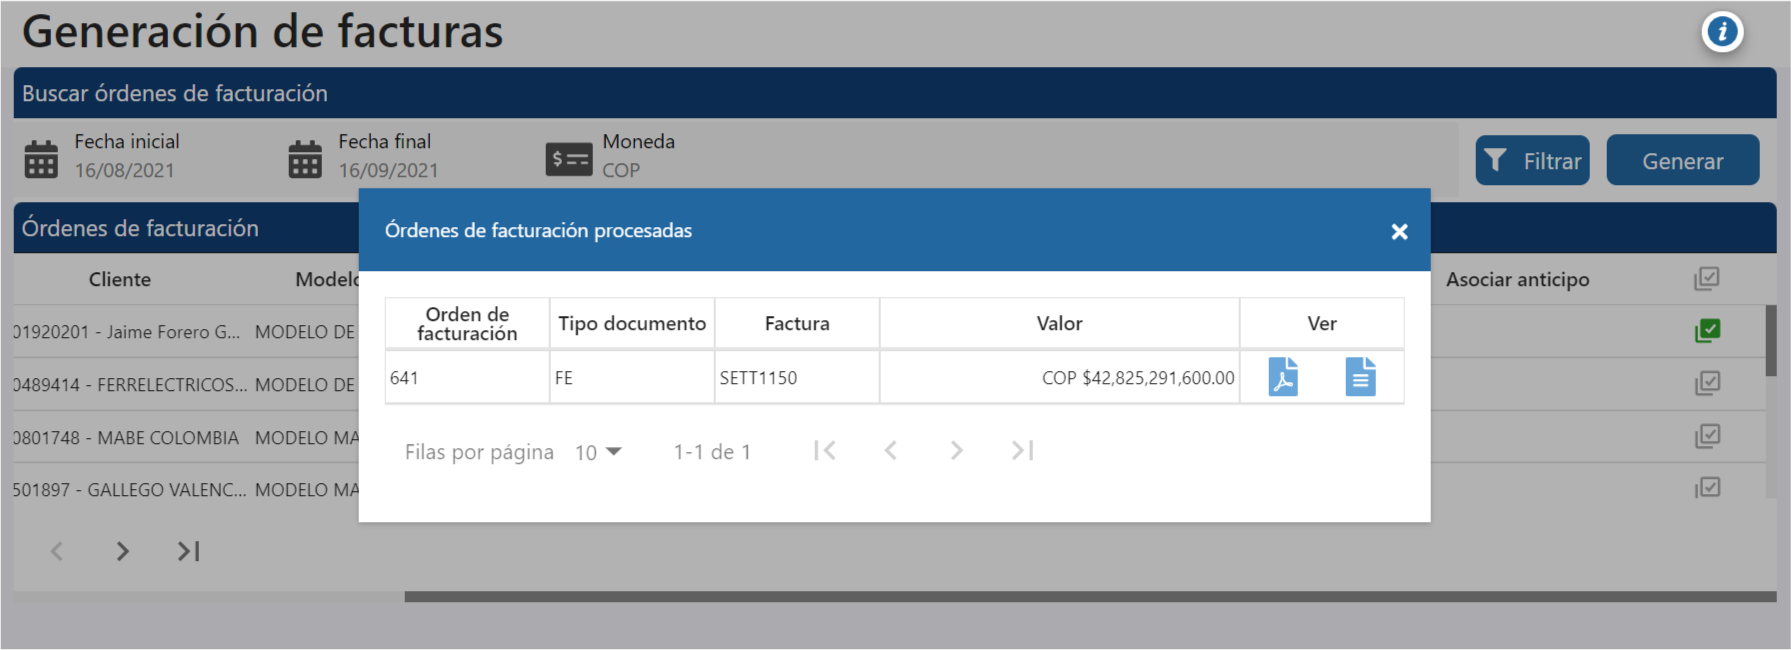 Generación de facturas
Buscar órdenes de facturación
Fecha inicial
16/08/2021
Fecha final
16/09/2021
Moneda
COP
Filtrar
Generar
Órdenes de facturación
Cliente
Modelo
Asociar anticipo
01920201 - Jaime Forero G... MODELO DE
0489414 - FERRELECTRICOS... MODELO DE
0801748 - MABE COLOMBIA MODELO MA
501897 - GALLEGO VALENC... MODELO MA
Órdenes de facturación procesadas
Orden de
facturación
Tipo documento
Factura
Valor
Ver
641
FE
SETT1150
COP $42,825,291,600.00
Filas por página 10 1-1 de 1